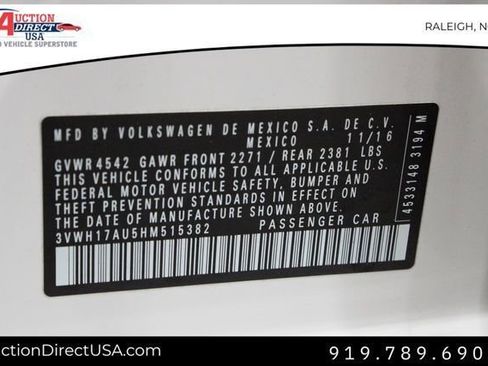 AUCTION
DIRECT
USA
VEHICLE SUPERSTORE
RALEIGH, N
MFD BY VOLKSWAGEN DE MEXICO S.A. DE C.V.
MEXICO 11/16
GVWR 4542 GAWR FRONT 2271 / REAR 2381 LBS
THIS VEHICLE CONFORMS TO ALL APPLICABLE U.S.
FEDERAL MOTOR VEHICLE SAFETY, BUMPER AND
THEFT PREVENTION STANDARDS IN EFFECT ON
THE DATE OF MANUFACTURE SHOWN ABOVE.
3VWH17AU5HM515382 PASSENGER CAR
4533148 3194 M
uctionDirectUSA.com
919.789.690